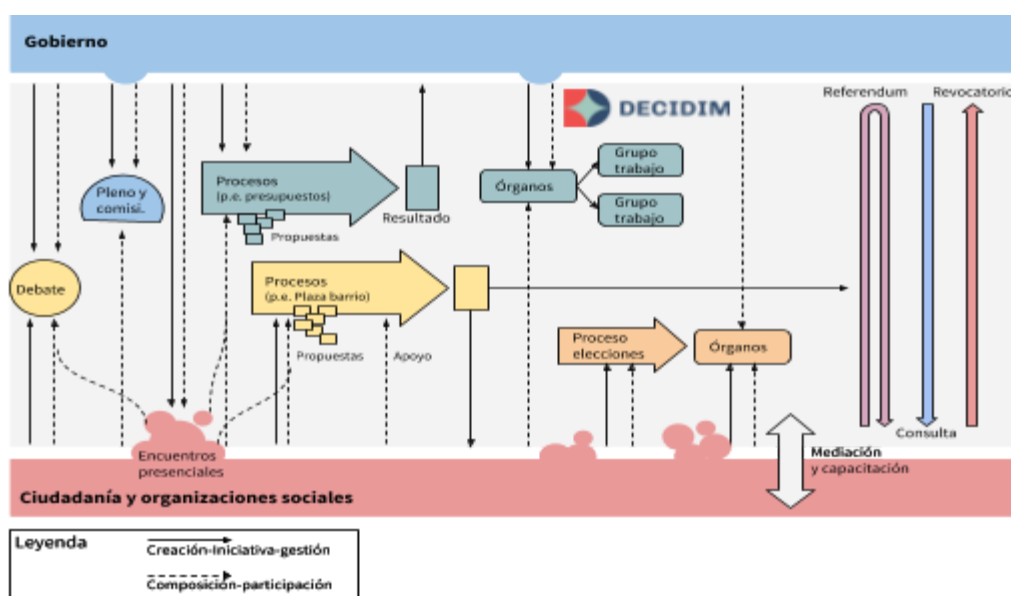 Gobierno
DECIDIM
Referendum
Revocatorio
Pleno y
comisi.
Procesos
(p.e. presupuestos)
Resultado
Propuestas
Órganos
Grupo
trabajo
Grupo
trabajo
Debate
Procesos
(p.e. Plaza barrio)
Propuestas
Apoyo
Proceso
elecciones
Órganos
Encuentros
presenciales
Consulta
Mediación
y capacitación
Ciudadanía y organizaciones sociales
Leyenda
Creación-Iniciativa-gestión
Composición-participación